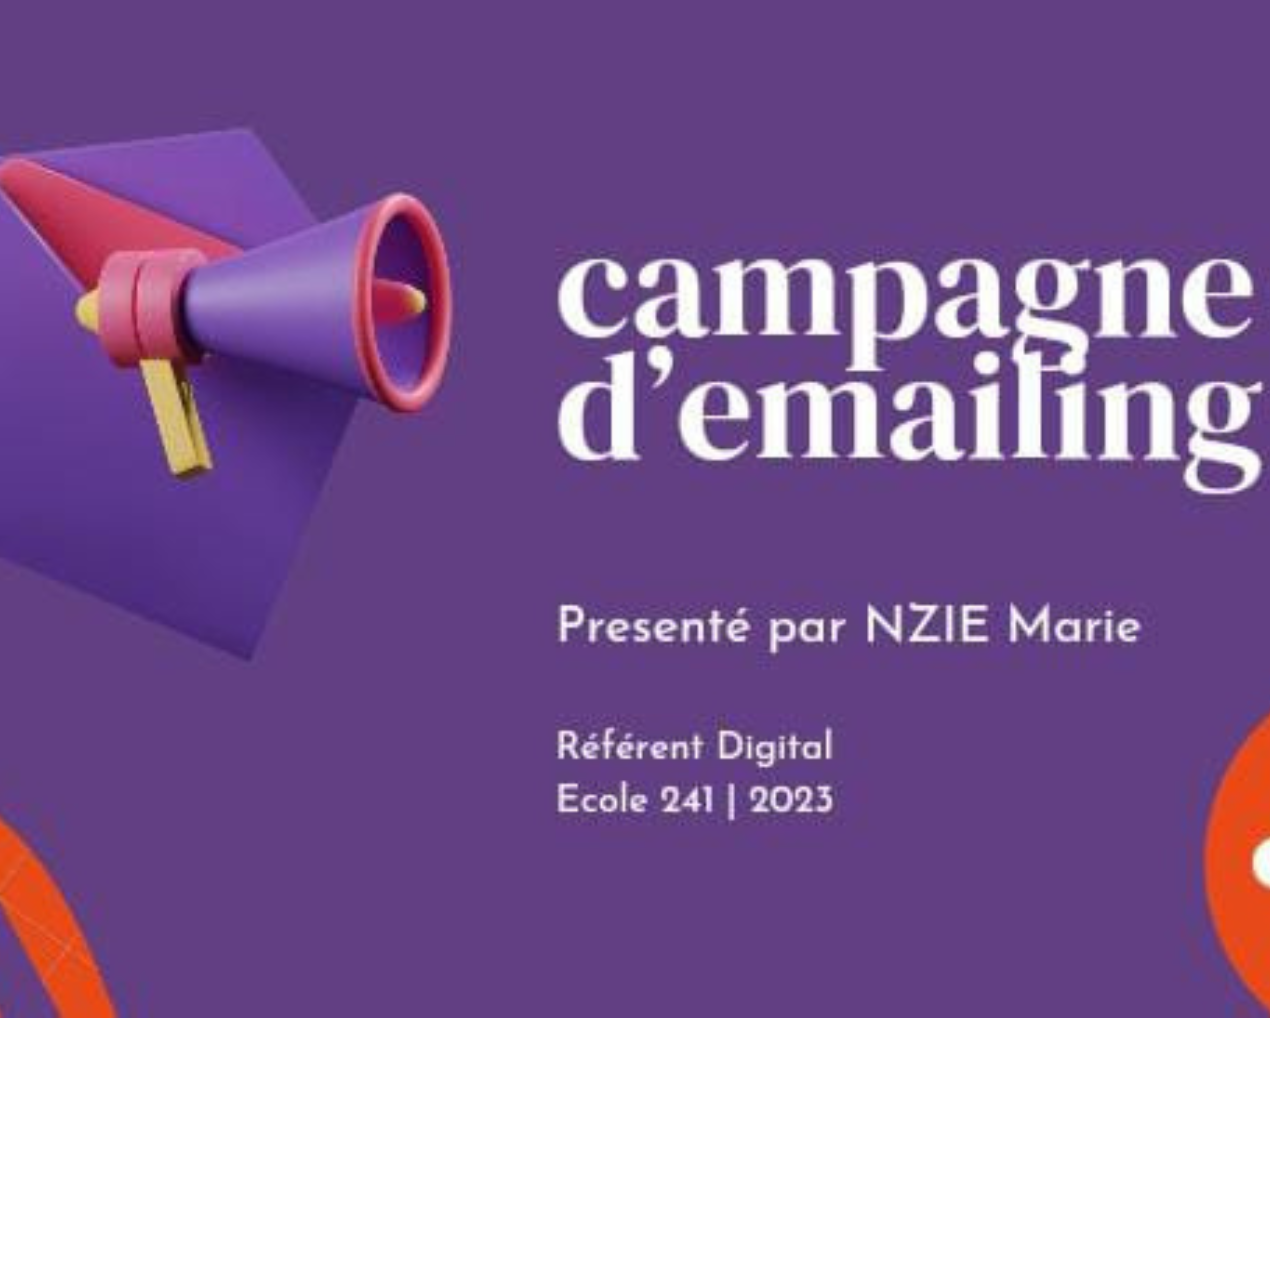 campagne
d’emailing
Presenté par NZIE Marie
Référent Digital
Ecole 241 | 2023